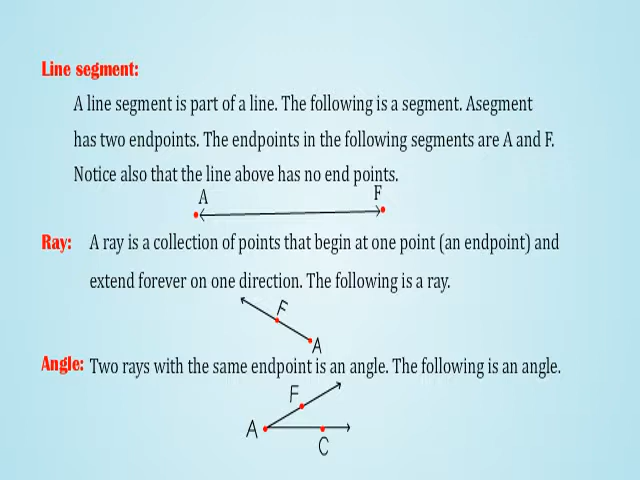 Line segment:
A line segment is part of a line. The following is a segment. Asegment
has two endpoints. The endpoints in the following segments are A and F.
Notice also that the line above has no end points.
A F
Ray: A ray is a collection of points that begin at one point (an endpoint) and
extend forever on one direction. The following is a ray.
F
A
Angle: Two rays with the same endpoint is an angle. The following is an angle.
F
A
C